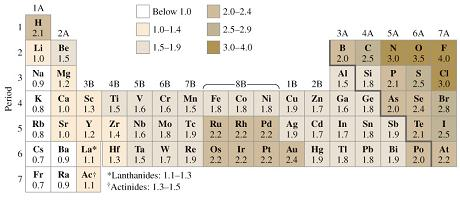 1A
Below 1.0
1.0–1.4
1.5–1.9
2.0–2.4
2.5–2.9
3.0–4.0
1 H 2.1
2A 3A 4A 5A 6A 7A
2 Li Be B C N O F
1.0 1.5 2.0 2.5 3.0 3.5 4.0
3 Na Mg Al Si P S Cl
0.9 1.2 3B 4B 5B 6B 7B 8B 1B 2B 1.5 1.8 2.1 2.5 3.0
Period
4 K Ca Sc Ti V Cr Mn Fe Co Ni Cu Zn Ga Ge As Se Br
0.8 1.0 1.3 1.5 1.6 1.6 1.5 1.8 1.8 1.8 1.9 1.7 1.6 1.8 2.0 2.4 2.8
5 Rb Sr Y Zr Nb Mo Tc Ru Rh Pd Ag Cd In Sn Sb Te I
0.8 1.0 1.2 1.4 1.6 1.8 1.9 2.2 2.2 2.2 1.9 1.7 1.7 1.8 1.9 2.1 2.5
6 Cs Ba La* Hf Ta W Re Os Ir Pt Au Hg Tl Pb Bi Po At
0.8 0.9 1.1 1.3 1.5 1.7 1.9 2.2 2.2 2.2 2.4 1.9 1.8 1.8 1.9 2.0 2.2
7 Fr Ra Ac† *Lanthanides: 1.1–1.3
0.7 0.9 1.1 †Actinides: 1.3–1.5